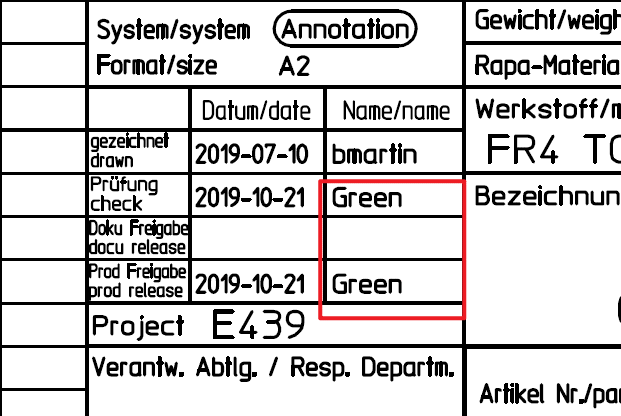 System/system Annotation
Format/size A2
Datum/date Name/name
gezeichnet
drawn
2019-07-10 bmartin
Prüfung
check
2019-10-21 Green
Doku Freigabe
docu release
Prod Freigabe
prod release
2019-10-21 Green
Project E439
Verantw. Abtlg. / Resp. Departm.
Gewicht/weigh
Rapa-Materia
Werkstoff/m
FR4 TG
Bezeichnun
Artikel Nr./par